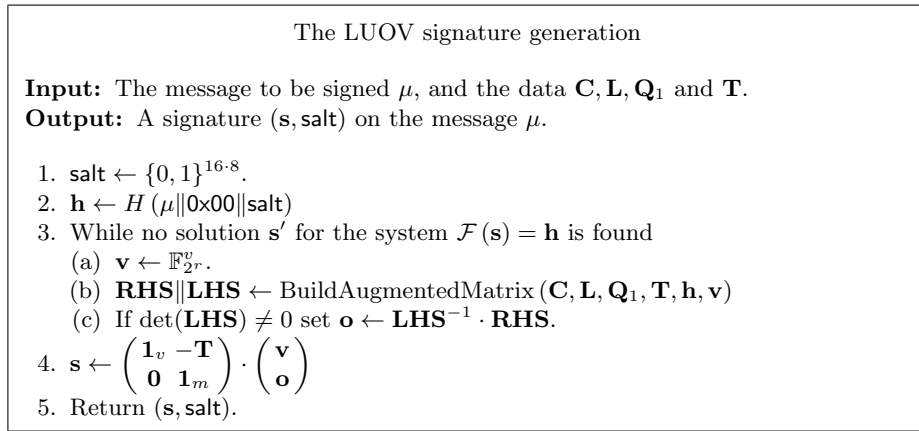 The LUOV signature generation
Input: The message to be signed μ, and the data C, L, Q₁ and T.
Output: A signature (s, salt) on the message μ.
1. salt ← {0, 1}^{16·8}.
2. h ← H (μ‖0x00‖salt)
3. While no solution s′ for the system ℱ (s) = h is found
(a) v ← 𝔽_{2^r}^v.
(b) RHS‖LHS ← BuildAugmentedMatrix (C, L, Q₁, T, h, v)
(c) If det(LHS) ≠ 0 set o ← LHS⁻¹ · RHS.
4. s ← ( 1_v −T ; 0 1_m ) · ( v ; o )
5. Return (s, salt).